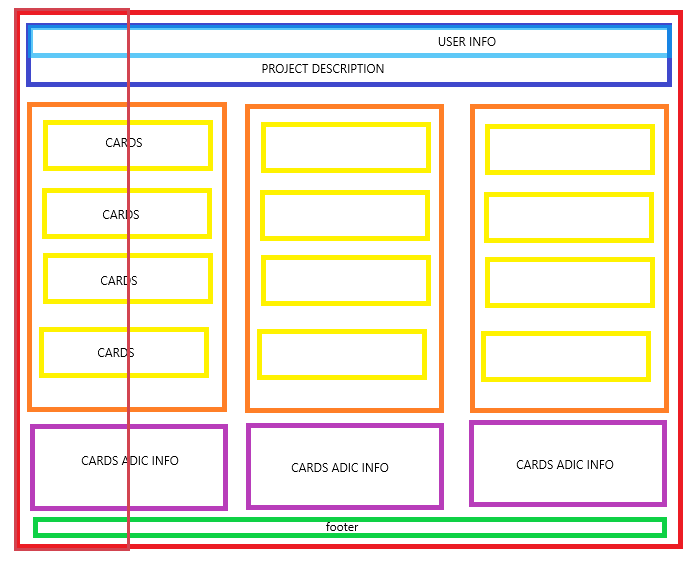 USER INFO
PROJECT DESCRIPTION
CARDS
CARDS
CARDS
CARDS
CARDS ADIC INFO
CARDS ADIC INFO
CARDS ADIC INFO
footer